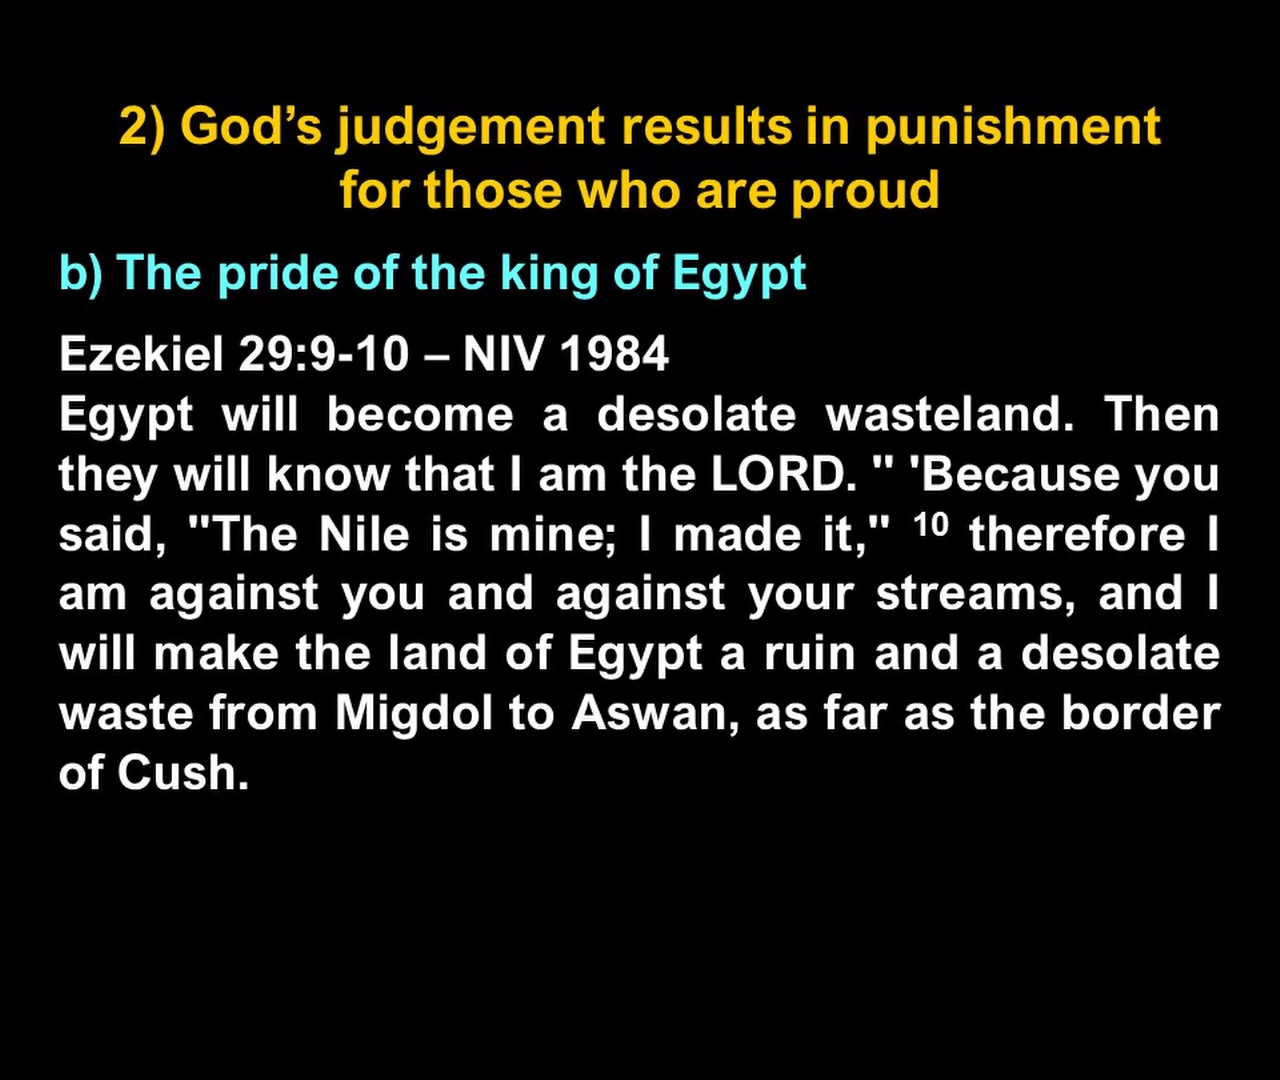 2) God’s judgement results in punishment
for those who are proud
b) The pride of the king of Egypt
Ezekiel 29:9-10 – NIV 1984
Egypt will become a desolate wasteland. Then
they will know that I am the LORD. " 'Because you
said, "The Nile is mine; I made it," 10 therefore I
am against you and against your streams, and I
will make the land of Egypt a ruin and a desolate
waste from Migdol to Aswan, as far as the border
of Cush.